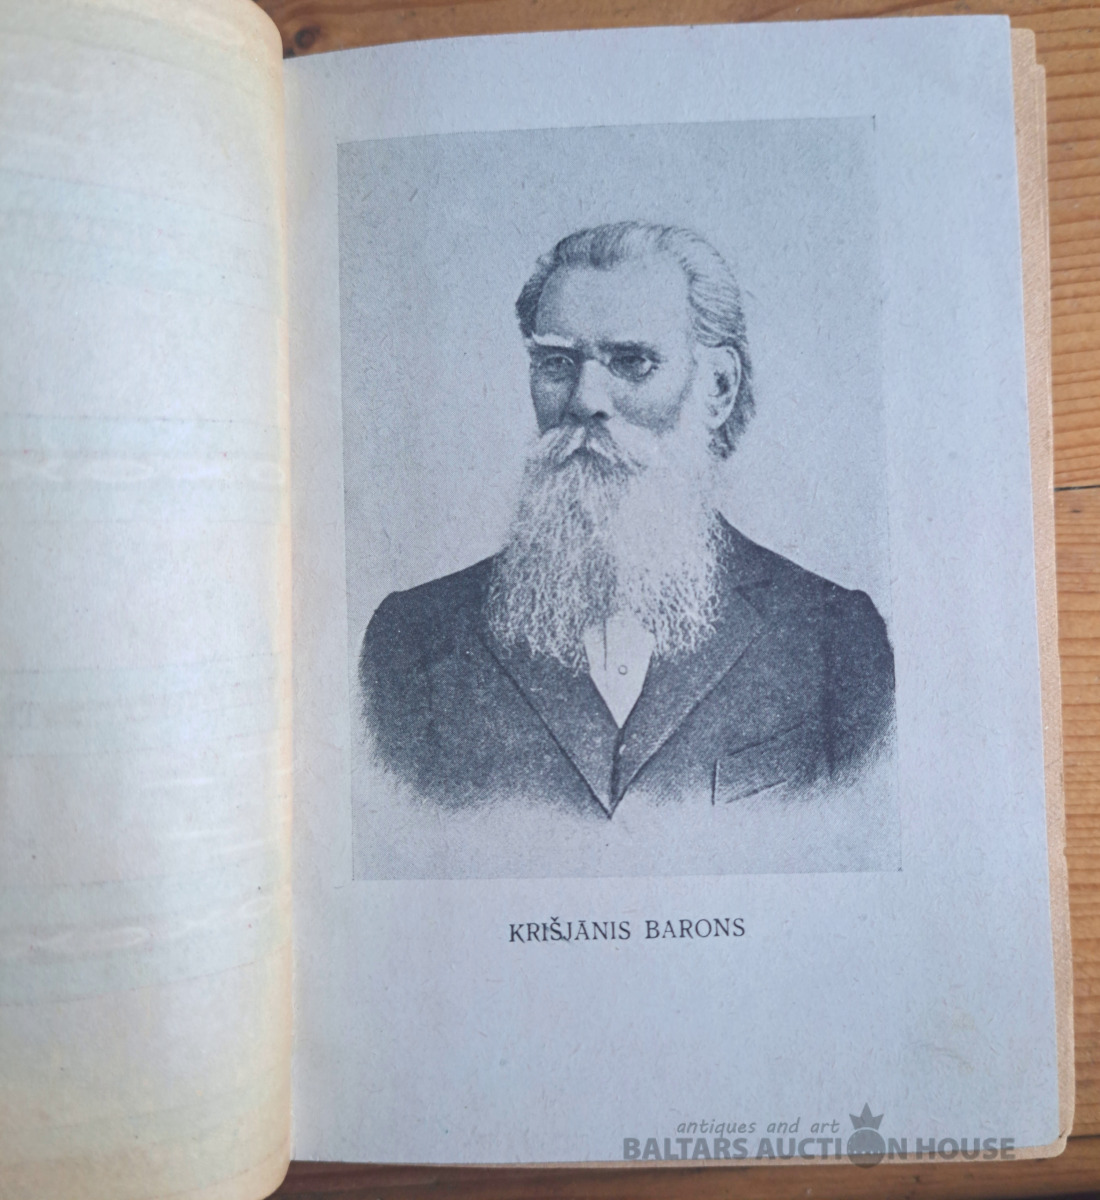 KRIŠJĀNIS BARONS
antiques and art
BALTARS AUCTION HOUSE